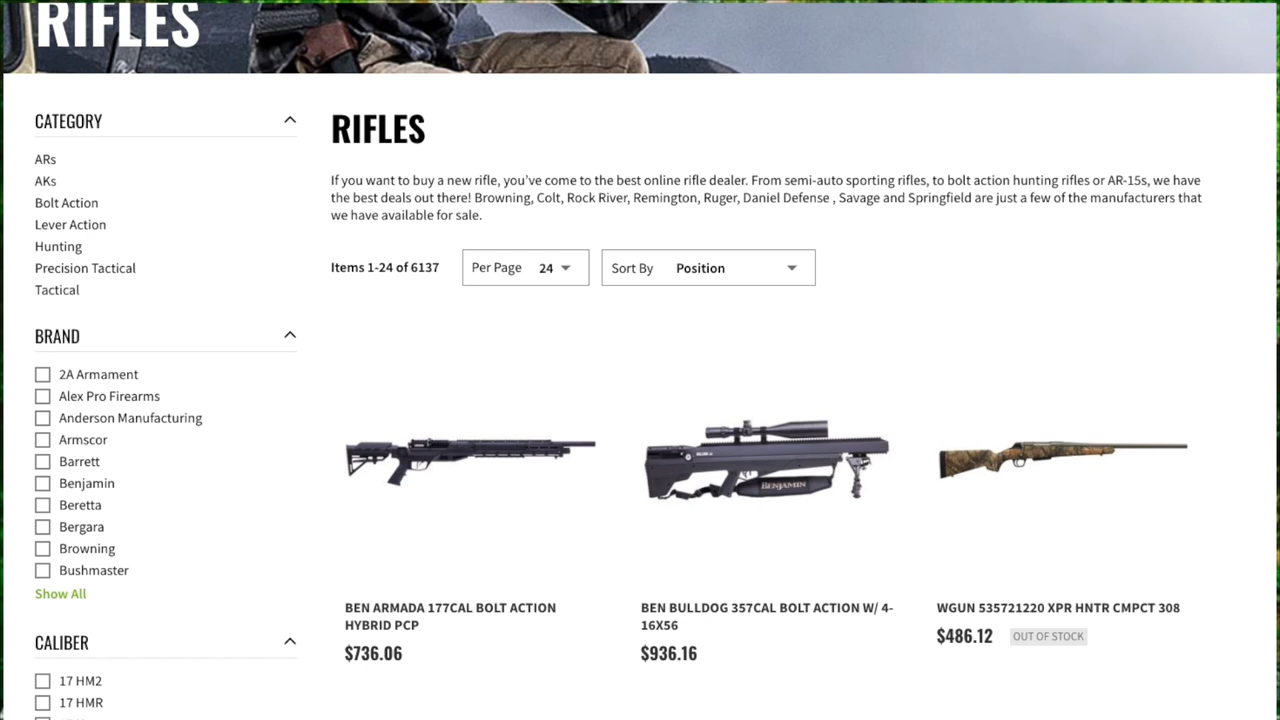 RIFLES
CATEGORY
ARs
AKs
Bolt Action
Lever Action
Hunting
Precision Tactical
Tactical
BRAND
2A Armament
Alex Pro Firearms
Anderson Manufacturing
Armscor
Barrett
Benjamin
Beretta
Bergara
Browning
Bushmaster
Show All
CALIBER
17 HM2
17 HMR
RIFLES
If you want to buy a new rifle, you’ve come to the best online rifle dealer. From semi-auto sporting rifles, to bolt action hunting rifles or AR-15s, we have
the best deals out there! Browning, Colt, Rock River, Remington, Ruger, Daniel Defense , Savage and Springfield are just a few of the manufacturers that
we have available for sale.
Items 1-24 of 6137
Per Page 24
Sort By Position
BENJAMIN
BEN ARMADA 177CAL BOLT ACTION
HYBRID PCP
$736.06
BEN BULLDOG 357CAL BOLT ACTION W/ 4-
16X56
$936.16
WGUN 535721220 XPR HNTR CMPCT 308
$486.12 OUT OF STOCK